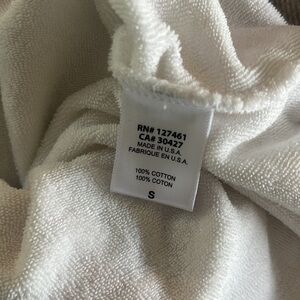 RN# 127461
CA# 30427
MADE IN U.S.A.
FABRIQUE EN U.S.A.
100% COTTON
100% COTON
S